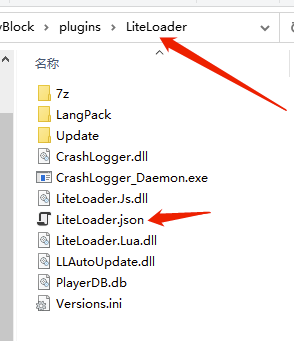 yBlock > plugins > LiteLoader
名称
7z
LangPack
Update
CrashLogger.dll
CrashLogger_Daemon.exe
LiteLoader.Js.dll
LiteLoader.json
LiteLoader.Lua.dll
LLAutoUpdate.dll
PlayerDB.db
Versions.ini